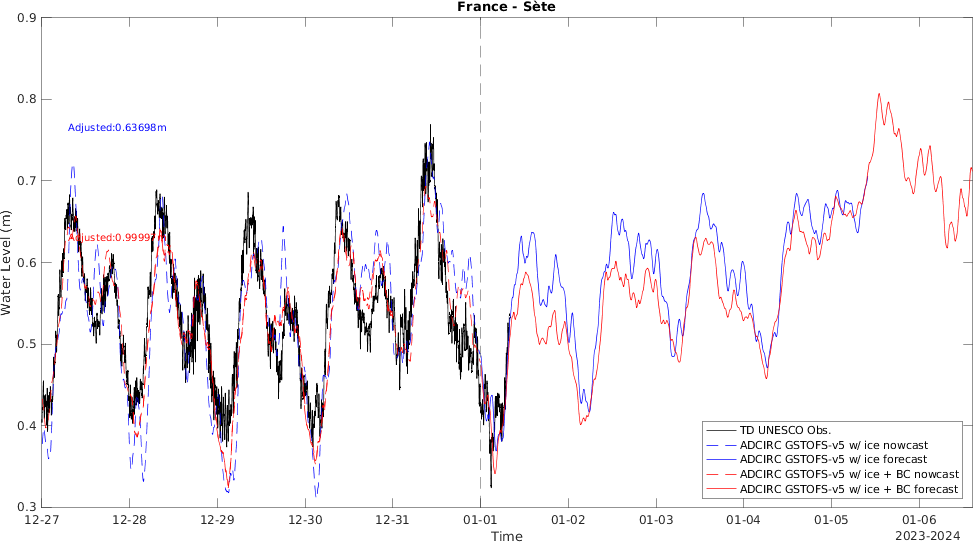 France - Sète
0.9
0.8
0.7
0.6
0.5
0.4
0.3
Water Level (m)
Adjusted:0.63698m
TD UNESCO Obs.
ADCIRC GSTOFS-v5 w/ ice nowcast
ADCIRC GSTOFS-v5 w/ ice forecast
ADCIRC GSTOFS-v5 w/ ice + BC nowcast
ADCIRC GSTOFS-v5 w/ ice + BC forecast
12-27
12-28
12-29
12-30
12-31
01-01
01-02
01-03
01-04
01-05
01-06
Time
2023-2024